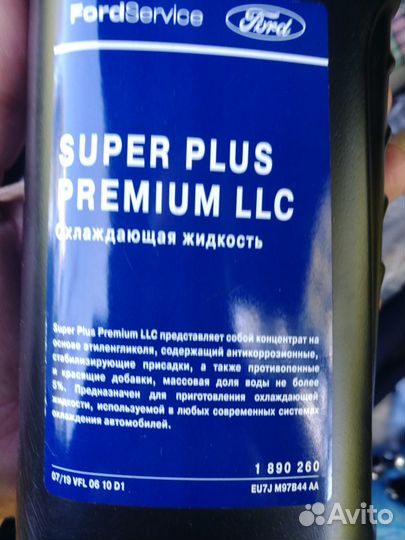 FordService Ford
SUPER PLUS
PREMIUM LLC
Охлаждающая жидкость
Super Plus Premium LLC представляет собой концентрат на
основе этиленгликоля, содержащий антикоррозионные,
стабилизирующие присадки, а также противопенные
и красящие добавки, массовая доля воды не более
5%. Предназначен для приготовления охлаждающей
жидкости, используемой в любых современных системах
охлаждения автомобилей.
1 890 260
07/19 VFL 06 10 D1 EU7J M97B44 AA
Avito